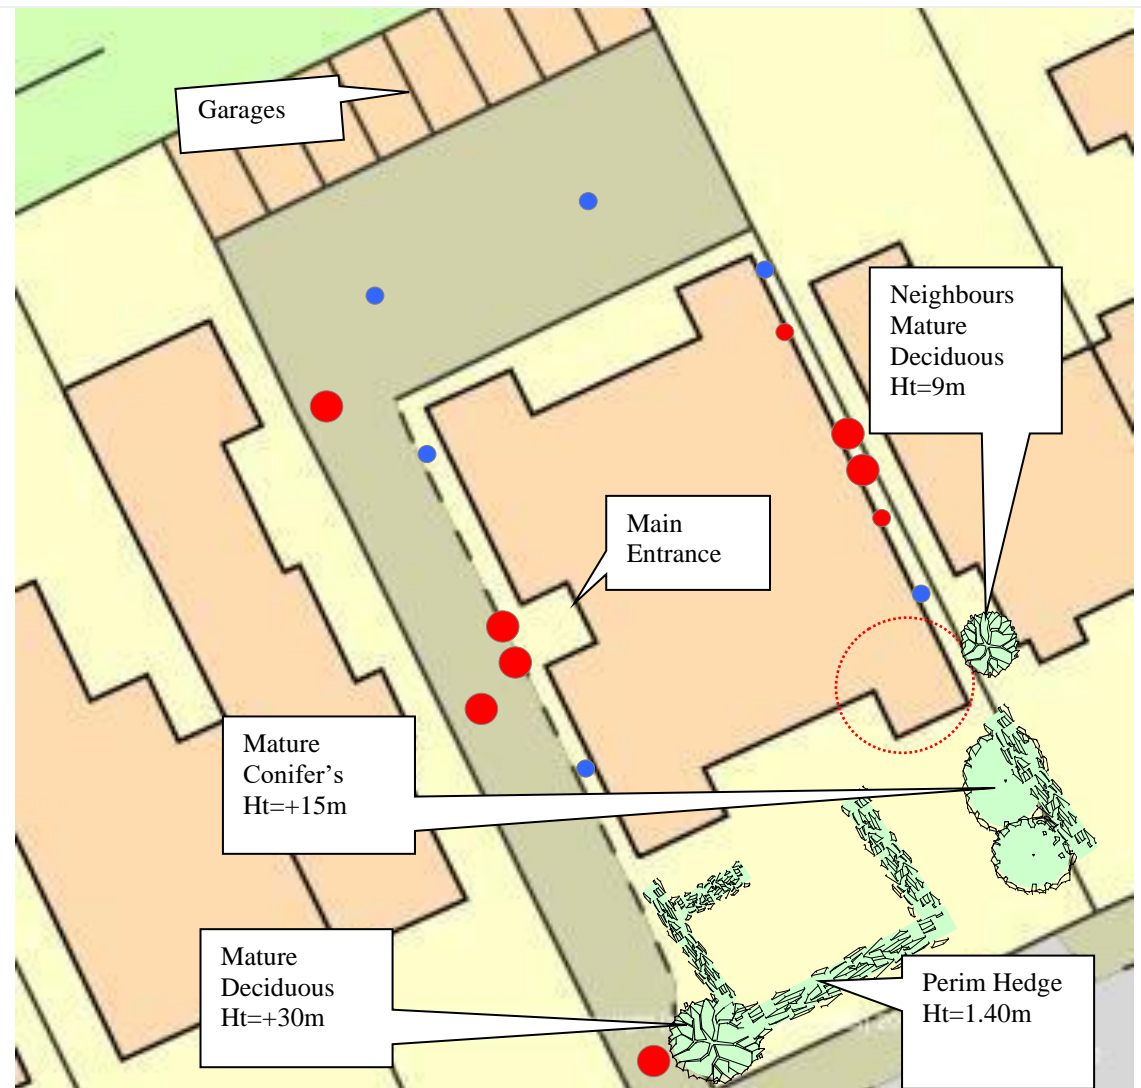 Garages
Neighbours
Mature
Deciduous
Ht=9m
Main
Entrance
Mature
Conifer's
Ht=+15m
Mature
Deciduous
Ht=+30m
Perim Hedge
Ht=1.40m